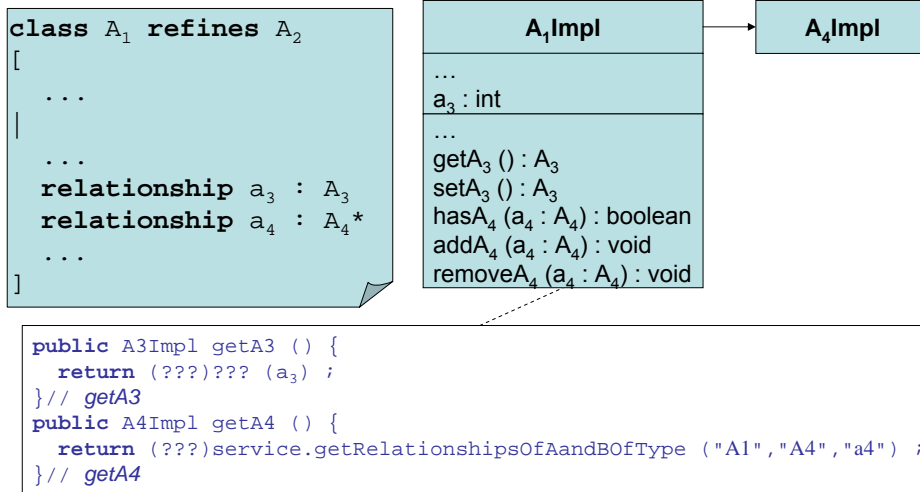 class A₁ refines A₂
[
...
|
...
relationship a₃ : A₃
relationship a₄ : A₄*
...
]
A₁Impl
…
a₃ : int
…
getA₃ () : A₃
setA₃ () : A₃
hasA₄ (a₄ : A₄) : boolean
addA₄ (a₄ : A₄) : void
removeA₄ (a₄ : A₄) : void
A₄Impl
public A3Impl getA3 () {
return (???)??? (a₃) ;
}// getA3
public A4Impl getA4 () {
return (???)service.getRelationshipsOfAandBOfType ("A1","A4","a4") ;
}// getA4